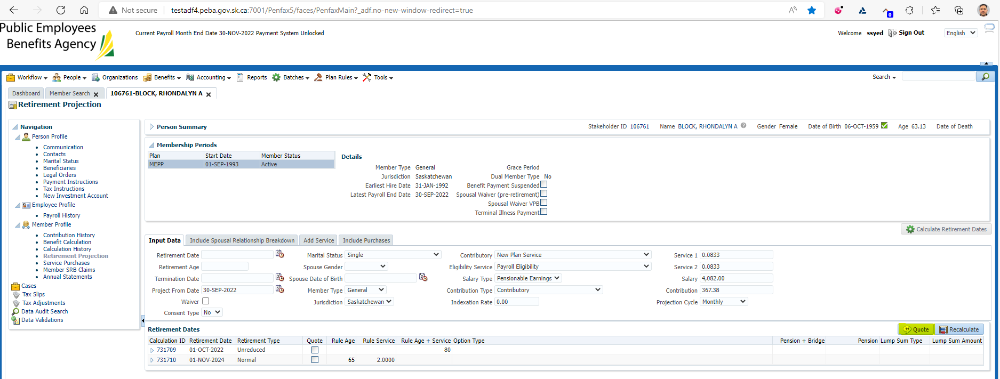 Not secure testadf4.peba.gov.sk.ca:7001/Penfax5/faces/PenfaxMain?_adf.no-new-window-redirect=true
0
Public Employees
Benefits Agency
Current Payroll Month End Date 30-NOV-2022 Payment System Unlocked
Welcome ssyed Sign Out English
Workflow People Organizations Benefits Accounting Reports Batches Plan Rules Tools Search
Dashboard Member Search 106761-BLOCK, RHONDALYN A
Retirement Projection
Navigation
Person Profile
Communication
Contacts
Marital Status
Beneficiaries
Legal Orders
Payment Instructions
Tax Instructions
New Investment Account
Employee Profile
Payroll History
Member Profile
Contribution History
Benefit Calculation
Calculation History
Retirement Projection
Service Purchases
Member SRB Claims
Annual Statements
Cases
Tax Slips
Tax Adjustments
Data Audit Search
Data Validations
Person Summary Stakeholder ID 106761 Name BLOCK, RHONDALYN A Gender Female Date of Birth 06-OCT-1959 Age 63.13 Date of Death
Membership Periods
Plan Start Date Member Status
MEPP 01-SEP-1993 Active
Details
Member Type General Grace Period
Jurisdiction Saskatchewan Dual Member Type No
Earliest Hire Date 31-JAN-1992 Benefit Payment Suspended
Latest Payroll End Date 30-SEP-2022 Spousal Waiver (pre-retirement)
Spousal Waiver VPB
Terminal Illness Payment
Calculate Retirement Dates
Input Data Include Spousal Relationship Breakdown Add Service Include Purchases
Retirement Date Marital Status Single Contributory New Plan Service Service 1 0.0833
Retirement Age Spouse Gender Eligibility Service Payroll Eligibility Service 2 0.0833
Termination Date Spouse Date of Birth Salary Type Pensionable Earnings Salary 4,082.00
Project From Date 30-SEP-2022 Member Type General Contribution Type Contributory Contribution 367.38
Waiver Jurisdiction Saskatchewan Indexation Rate 0.00 Projection Cycle Monthly
Consent Type No
Retirement Dates Quote Recalculate
Calculation ID Retirement Date Retirement Type Quote Rule Age Rule Service Rule Age + Service Option Type Pension + Bridge Pension Lump Sum Type Lump Sum Amount
731709 01-OCT-2022 Unreduced 80
731710 01-NOV-2024 Normal 65 2.0000